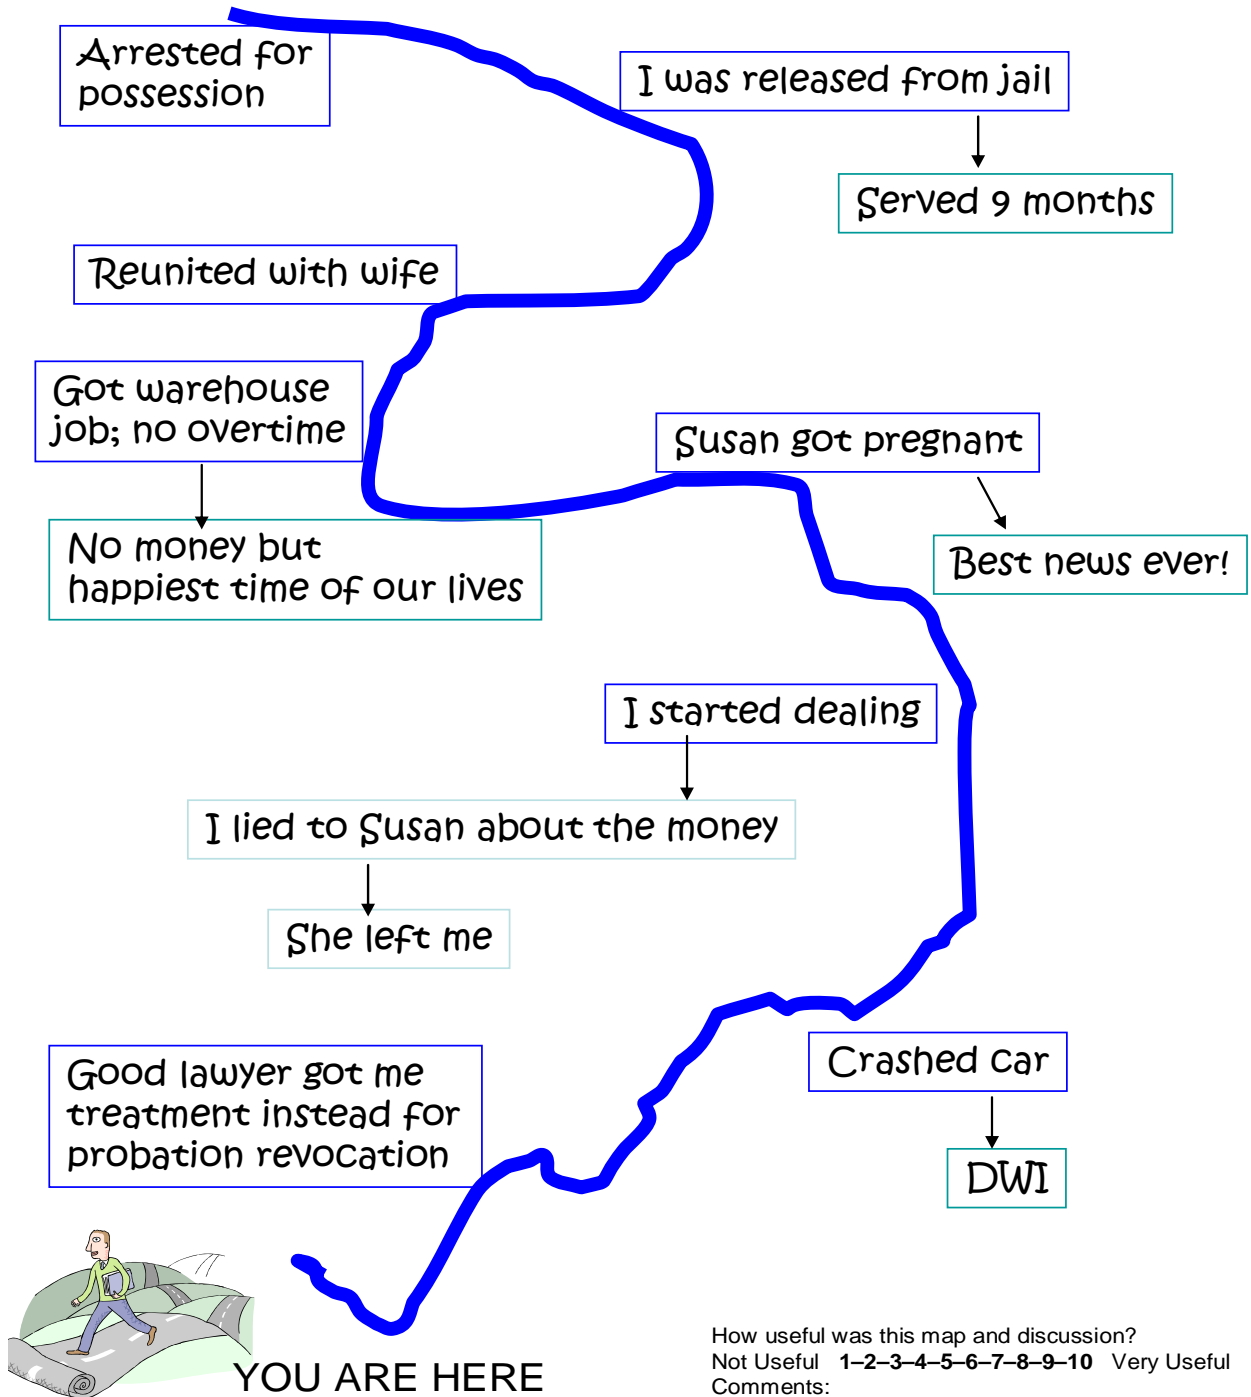 Arrested for
possession
I was released from jail
Served 9 months
Reunited with wife
Got warehouse
job; no overtime
No money but
happiest time of our lives
Susan got pregnant
Best news ever!
I started dealing
I lied to Susan about the money
She left me
Crashed car
DWI
Good lawyer got me
treatment instead for
probation revocation
YOU ARE HERE
How useful was this map and discussion?
Not Useful 1–2–3–4–5–6–7–8–9–10 Very Useful
Comments: